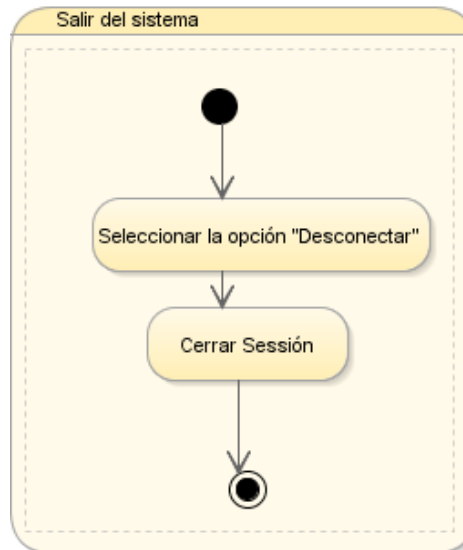 Salir del sistema
Seleccionar la opción "Desconectar"
Cerrar Sessión